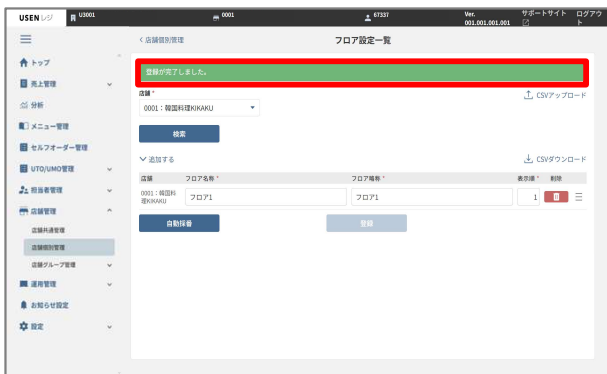 USEN レジ U3001 0001 67337 Ver. 001.001.001.001 サポートサイト ログアウト
トップ
売上管理
分析
メニュー管理
セルフオーダー管理
UTO/UMO管理
担当者管理
店舗管理
店舗共通管理
店舗個別管理
店舗グループ管理
運用管理
お知らせ設定
設定
< 店舗個別管理 フロア設定一覧
登録が完了しました。
店舗 * CSVアップロード
0001：韓国料理KIKAKU
検索
追加する CSVダウンロード
店舗 フロア名称 * フロア略称 * 表示順 * 削除
0001：韓国料理KIKAKU フロア1 フロア1 1
自動採番 登録